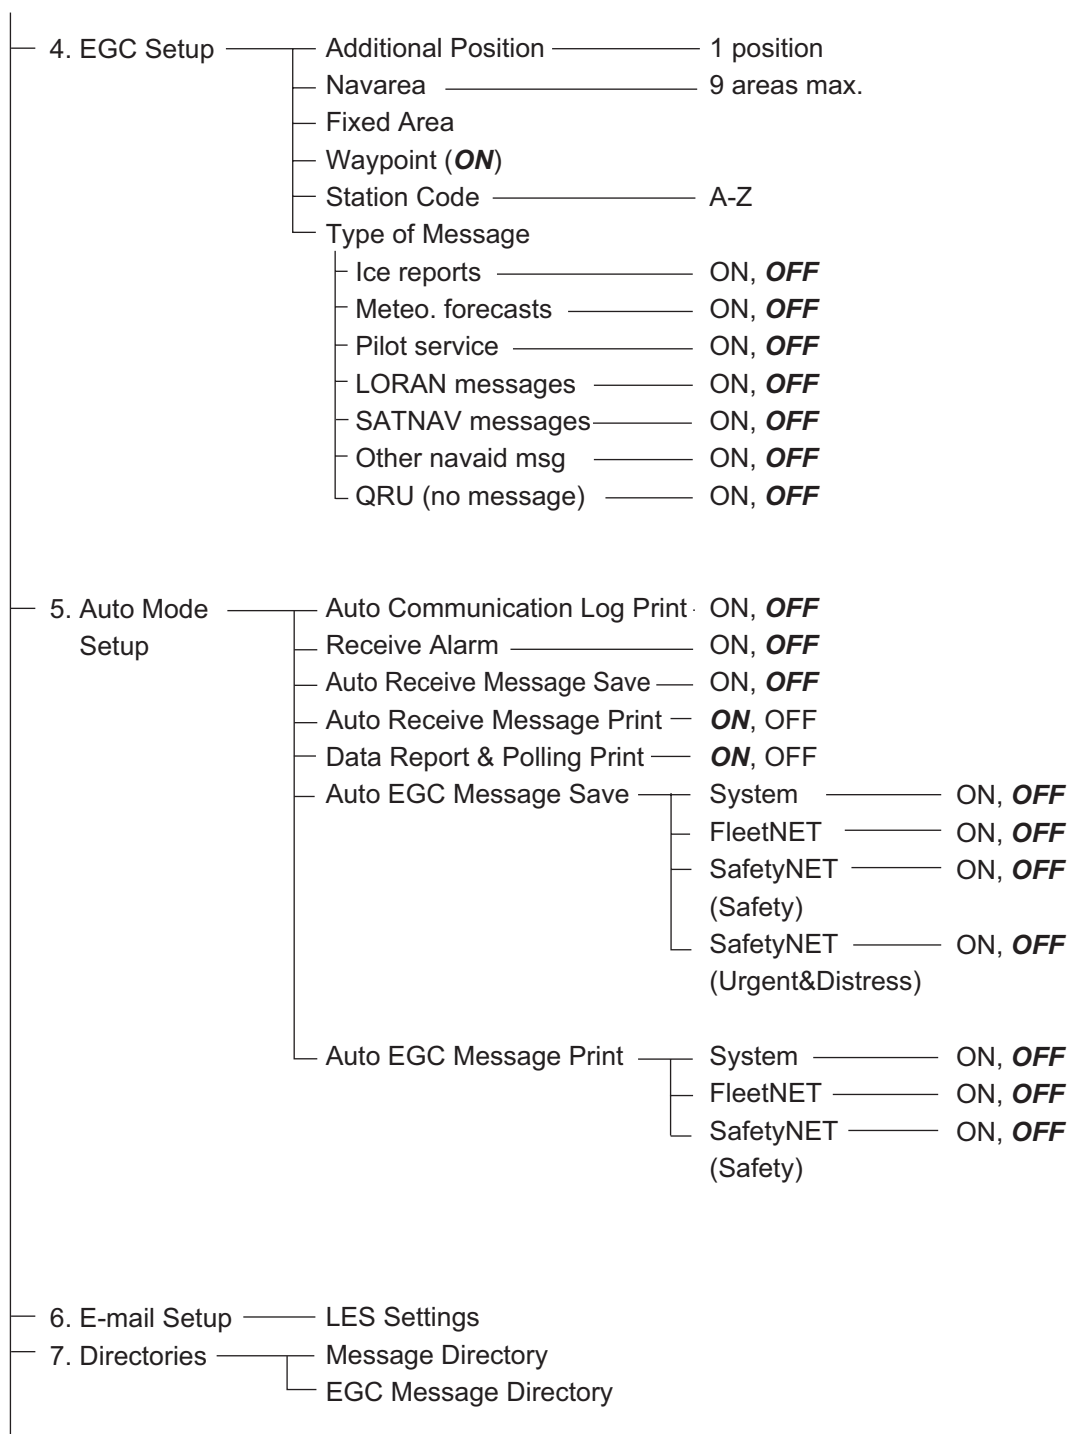 4. EGC Setup Additional Position 1 position
Navarea 9 areas max.
Fixed Area
Waypoint (ON)
Station Code A-Z
Type of Message
Ice reports ON, OFF
Meteo. forecasts ON, OFF
Pilot service ON, OFF
LORAN messages ON, OFF
SATNAV messages ON, OFF
Other navaid msg ON, OFF
QRU (no message) ON, OFF
5. Auto Mode Auto Communication Log Print ON, OFF
Setup Receive Alarm ON, OFF
Auto Receive Message Save ON, OFF
Auto Receive Message Print ON, OFF
Data Report & Polling Print ON, OFF
Auto EGC Message Save System ON, OFF
FleetNET ON, OFF
SafetyNET ON, OFF
(Safety)
SafetyNET ON, OFF
(Urgent&Distress)
Auto EGC Message Print System ON, OFF
FleetNET ON, OFF
SafetyNET ON, OFF
(Safety)
6. E-mail Setup LES Settings
7. Directories Message Directory
EGC Message Directory